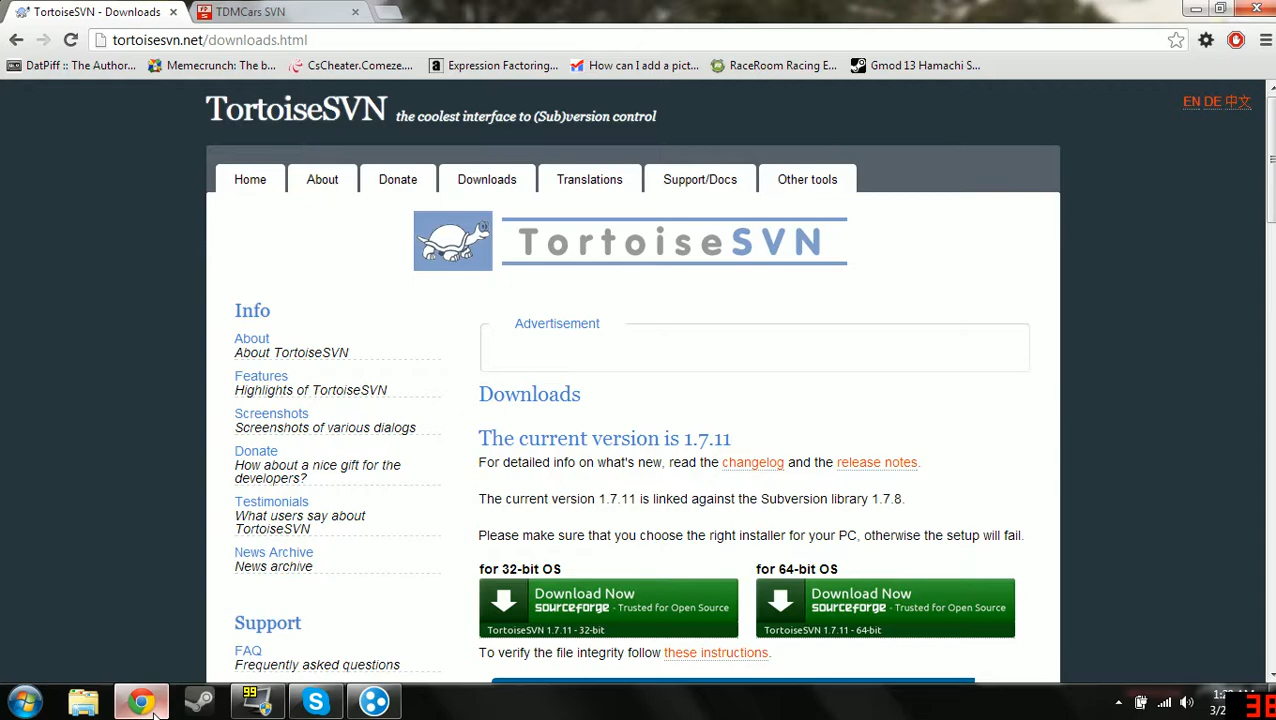 TortoiseSVN - Downloads
TDMCars SVN
tortoisesvn.net/downloads.html
DatPiff :: The Author...
Memecrunch: The b...
CsCheater.Comeze....
Expression Factoring...
How can I add a pict...
RaceRoom Racing E...
Gmod 13 Hamachi S...
TortoiseSVN the coolest interface to (Sub)version control
EN DE 中文
Home
About
Donate
Downloads
Translations
Support/Docs
Other tools
TortoiseSVN
Info
About
About TortoiseSVN
Features
Highlights of TortoiseSVN
Screenshots
Screenshots of various dialogs
Donate
How about a nice gift for the
developers?
Testimonials
What users say about
TortoiseSVN
News Archive
News archive
Support
FAQ
Frequently asked questions
Advertisement
Downloads
The current version is 1.7.11
For detailed info on what's new, read the changelog and the release notes.
The current version 1.7.11 is linked against the Subversion library 1.7.8.
Please make sure that you choose the right installer for your PC, otherwise the setup will fail.
for 32-bit OS
Download Now
sourceforge - Trusted for Open Source
TortoiseSVN 1.7.11 - 32-bit
for 64-bit OS
Download Now
sourceforge - Trusted for Open Source
TortoiseSVN 1.7.11 - 64-bit
To verify the file integrity follow these instructions.
99
38